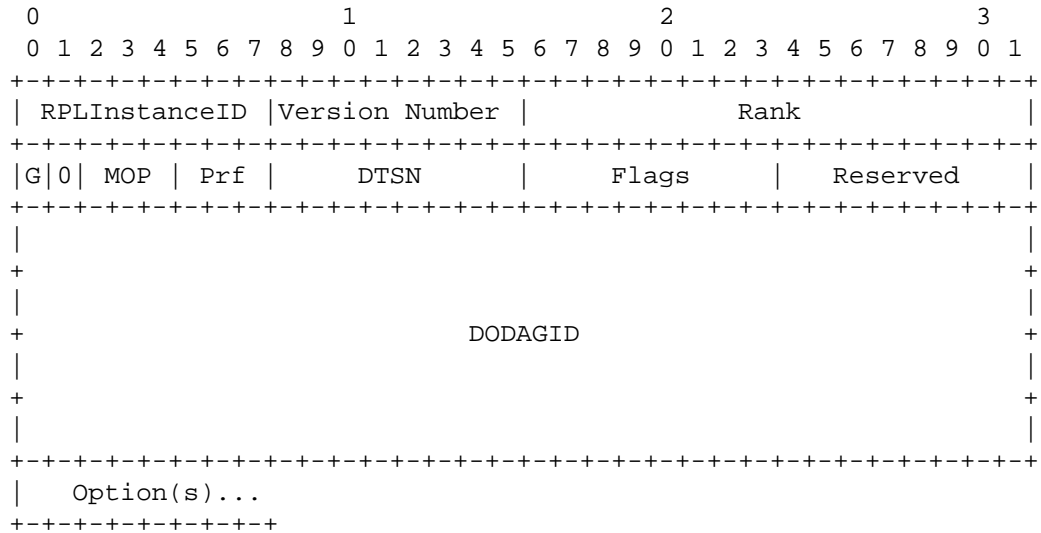 0                   1                   2                   3
 0 1 2 3 4 5 6 7 8 9 0 1 2 3 4 5 6 7 8 9 0 1 2 3 4 5 6 7 8 9 0 1
+-+-+-+-+-+-+-+-+-+-+-+-+-+-+-+-+-+-+-+-+-+-+-+-+-+-+-+-+-+-+-+-+
| RPLInstanceID |Version Number |             Rank              |
+-+-+-+-+-+-+-+-+-+-+-+-+-+-+-+-+-+-+-+-+-+-+-+-+-+-+-+-+-+-+-+-+
|G|0| MOP | Prf |     DTSN      |     Flags     |   Reserved    |
+-+-+-+-+-+-+-+-+-+-+-+-+-+-+-+-+-+-+-+-+-+-+-+-+-+-+-+-+-+-+-+-+
|                                                               |
+                                                               +
|                                                               |
+                            DODAGID                            +
|                                                               |
+                                                               +
|                                                               |
+-+-+-+-+-+-+-+-+-+-+-+-+-+-+-+-+-+-+-+-+-+-+-+-+-+-+-+-+-+-+-+-+
|   Option(s)...
+-+-+-+-+-+-+-+-+